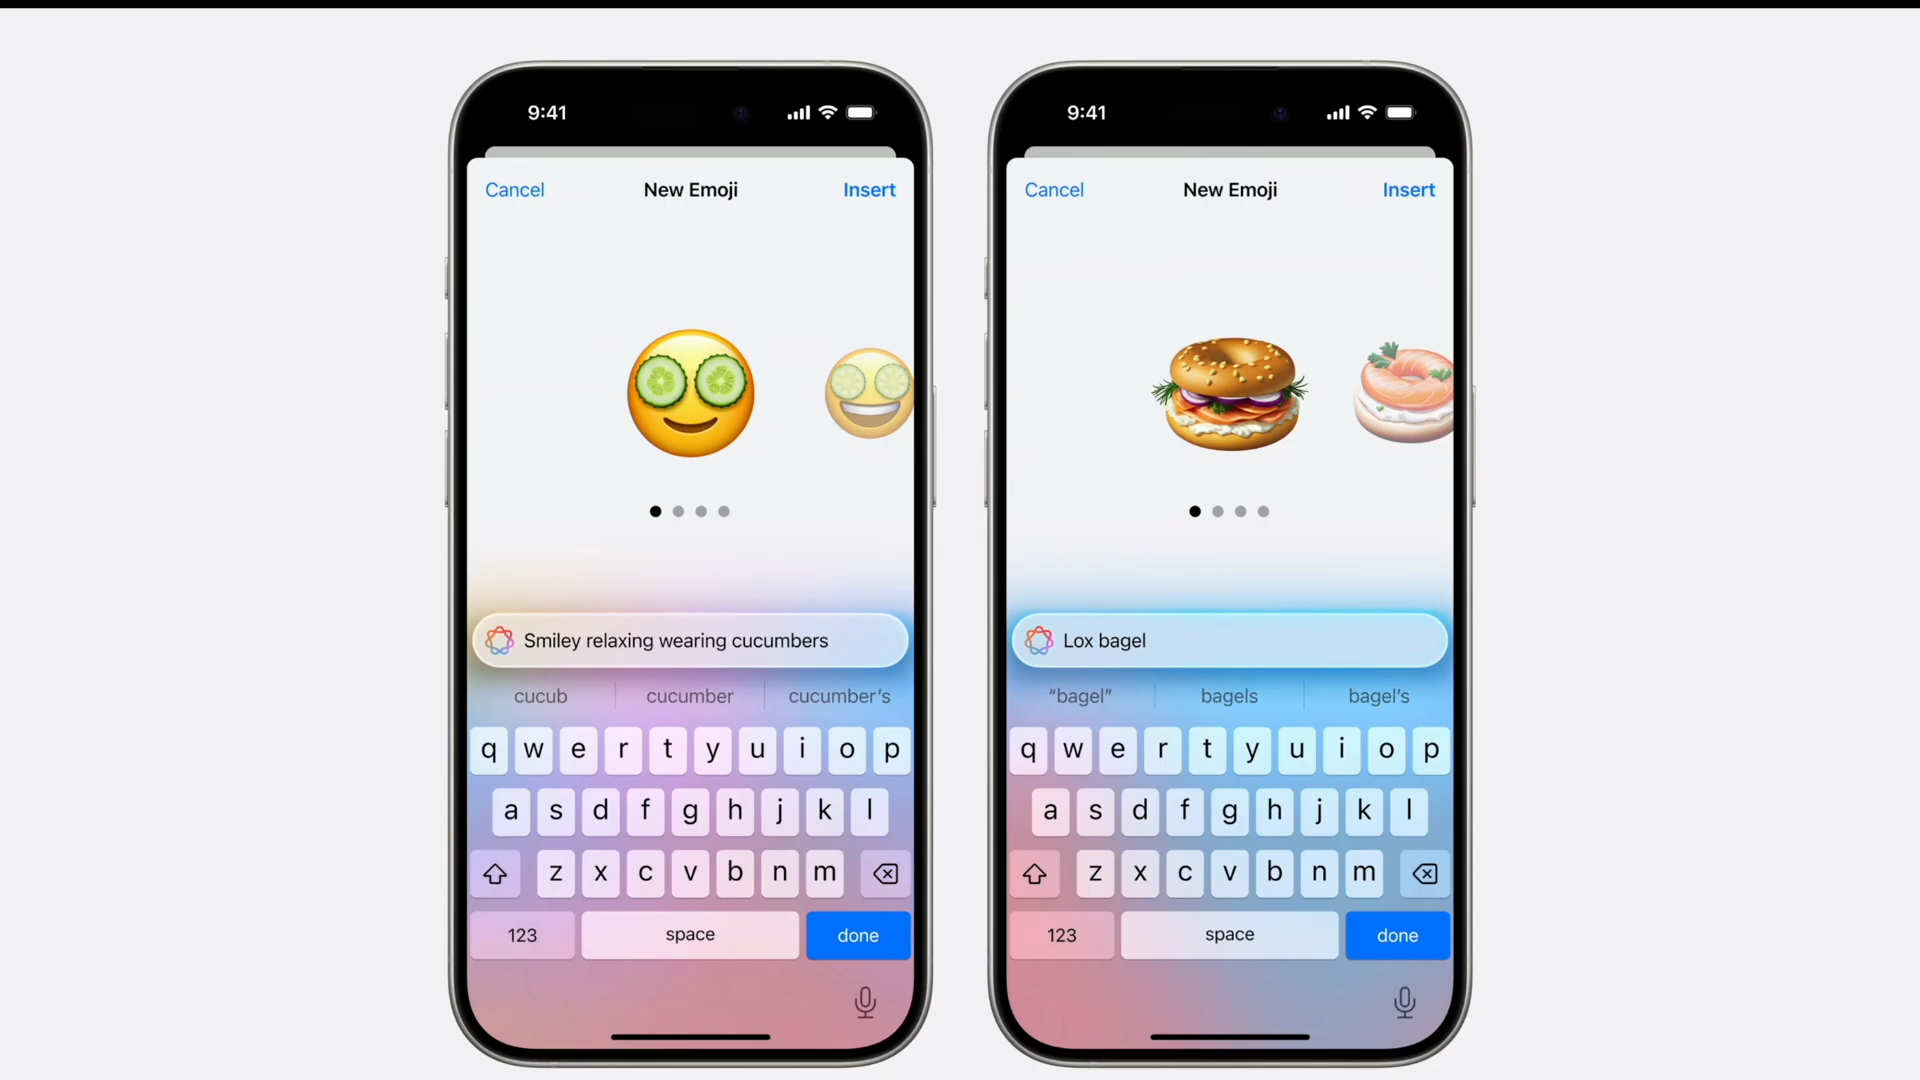 9:41
Cancel New Emoji Insert
Smiley relaxing wearing cucumbers
cucub cucumber cucumber’s
q w e r t y u i o p
a s d f g h j k l
z x c v b n m
123 space done
9:41
Cancel New Emoji Insert
Lox bagel
“bagel” bagels bagel’s
q w e r t y u i o p
a s d f g h j k l
z x c v b n m
123 space done